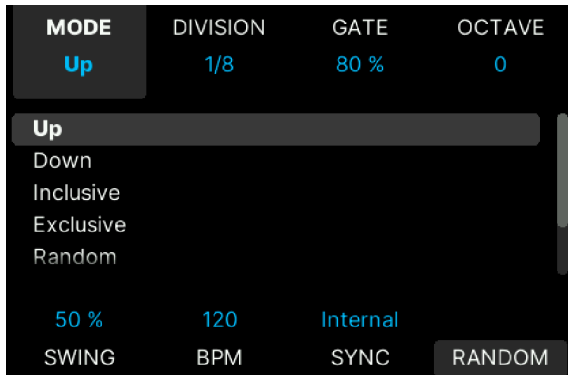 MODE DIVISION GATE OCTAVE
Up 1/8 80 % 0
Up
Down
Inclusive
Exclusive
Random
50 % 120 Internal
SWING BPM SYNC RANDOM